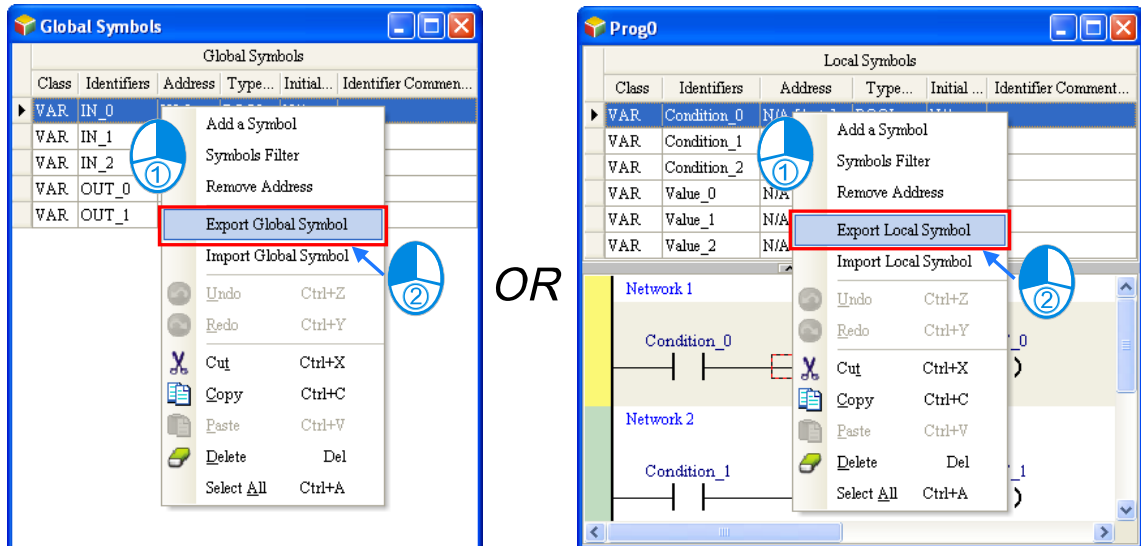 Global Symbols
Global Symbols
Class Identifiers Address Type... Initial... Identifier Commen...
VAR IN_0
VAR IN_1
VAR IN_2
VAR OUT_0
VAR OUT_1
Add a Symbol
Symbols Filter
Remove Address
Export Global Symbol
Import Global Symbol
Undo Ctrl+Z
Redo Ctrl+Y
Cut Ctrl+X
Copy Ctrl+C
Paste Ctrl+V
Delete Del
Select All Ctrl+A
1
2
OR
Prog0
Local Symbols
Class Identifiers Address Type... Initial ... Identifier Comment...
VAR Condition_0
VAR Condition_1
VAR Condition_2
VAR Value_0 N/A
VAR Value_1 N/A
VAR Value_2 N/A
Add a Symbol
Symbols Filter
Remove Address
Export Local Symbol
Import Local Symbol
Undo Ctrl+Z
Redo Ctrl+Y
Cut Ctrl+X
Copy Ctrl+C
Paste Ctrl+V
Delete Del
Select All Ctrl+A
1
2
Network 1
Condition_0
_0
Network 2
Condition_1
_1